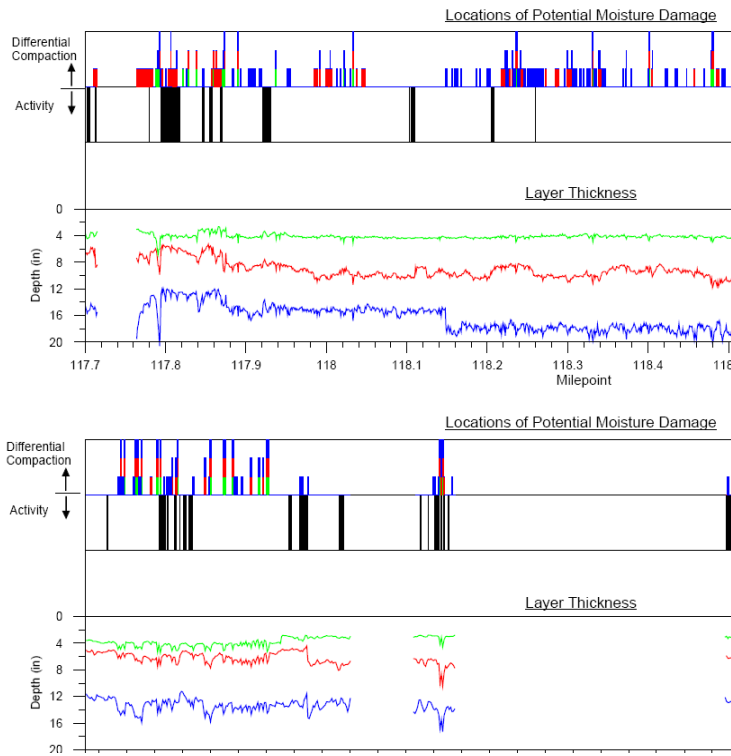 Locations of Potential Moisture Damage
Differential
Compaction
Activity
Layer Thickness
0
4
8
12
16
20
Depth (in)
117.7 117.8 117.9 118 118.1 118.2 118.3 118.4 118
Milepoint
Locations of Potential Moisture Damage
Differential
Compaction
Activity
Layer Thickness
0
4
8
12
16
20
Depth (in)